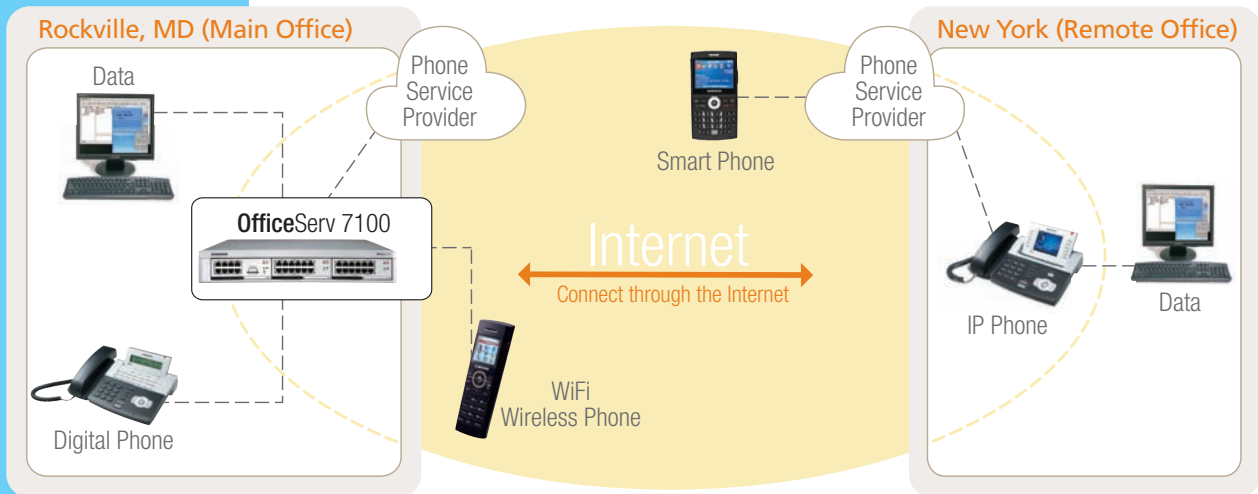 Rockville, MD (Main Office)
New York (Remote Office)
Data
Phone
Service
Provider
Smart Phone
Phone
Service
Provider
OfficeServ 7100
Internet
Connect through the Internet
IP Phone
Data
WiFi
Wireless Phone
Digital Phone